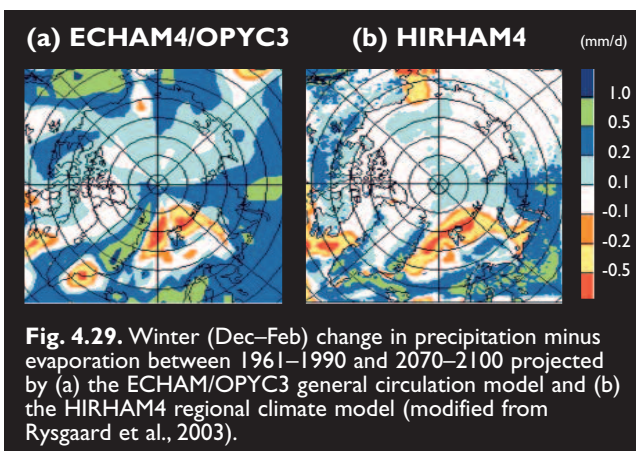 (a) ECHAM4/OPYC3 (b) HIRHAM4 (mm/d)
1.0
0.5
0.2
0.1
-0.1
-0.2
-0.5
Fig. 4.29. Winter (Dec–Feb) change in precipitation minus
evaporation between 1961–1990 and 2070–2100 projected
by (a) the ECHAM/OPYC3 general circulation model and (b)
the HIRHAM4 regional climate model (modified from
Rysgaard et al., 2003).